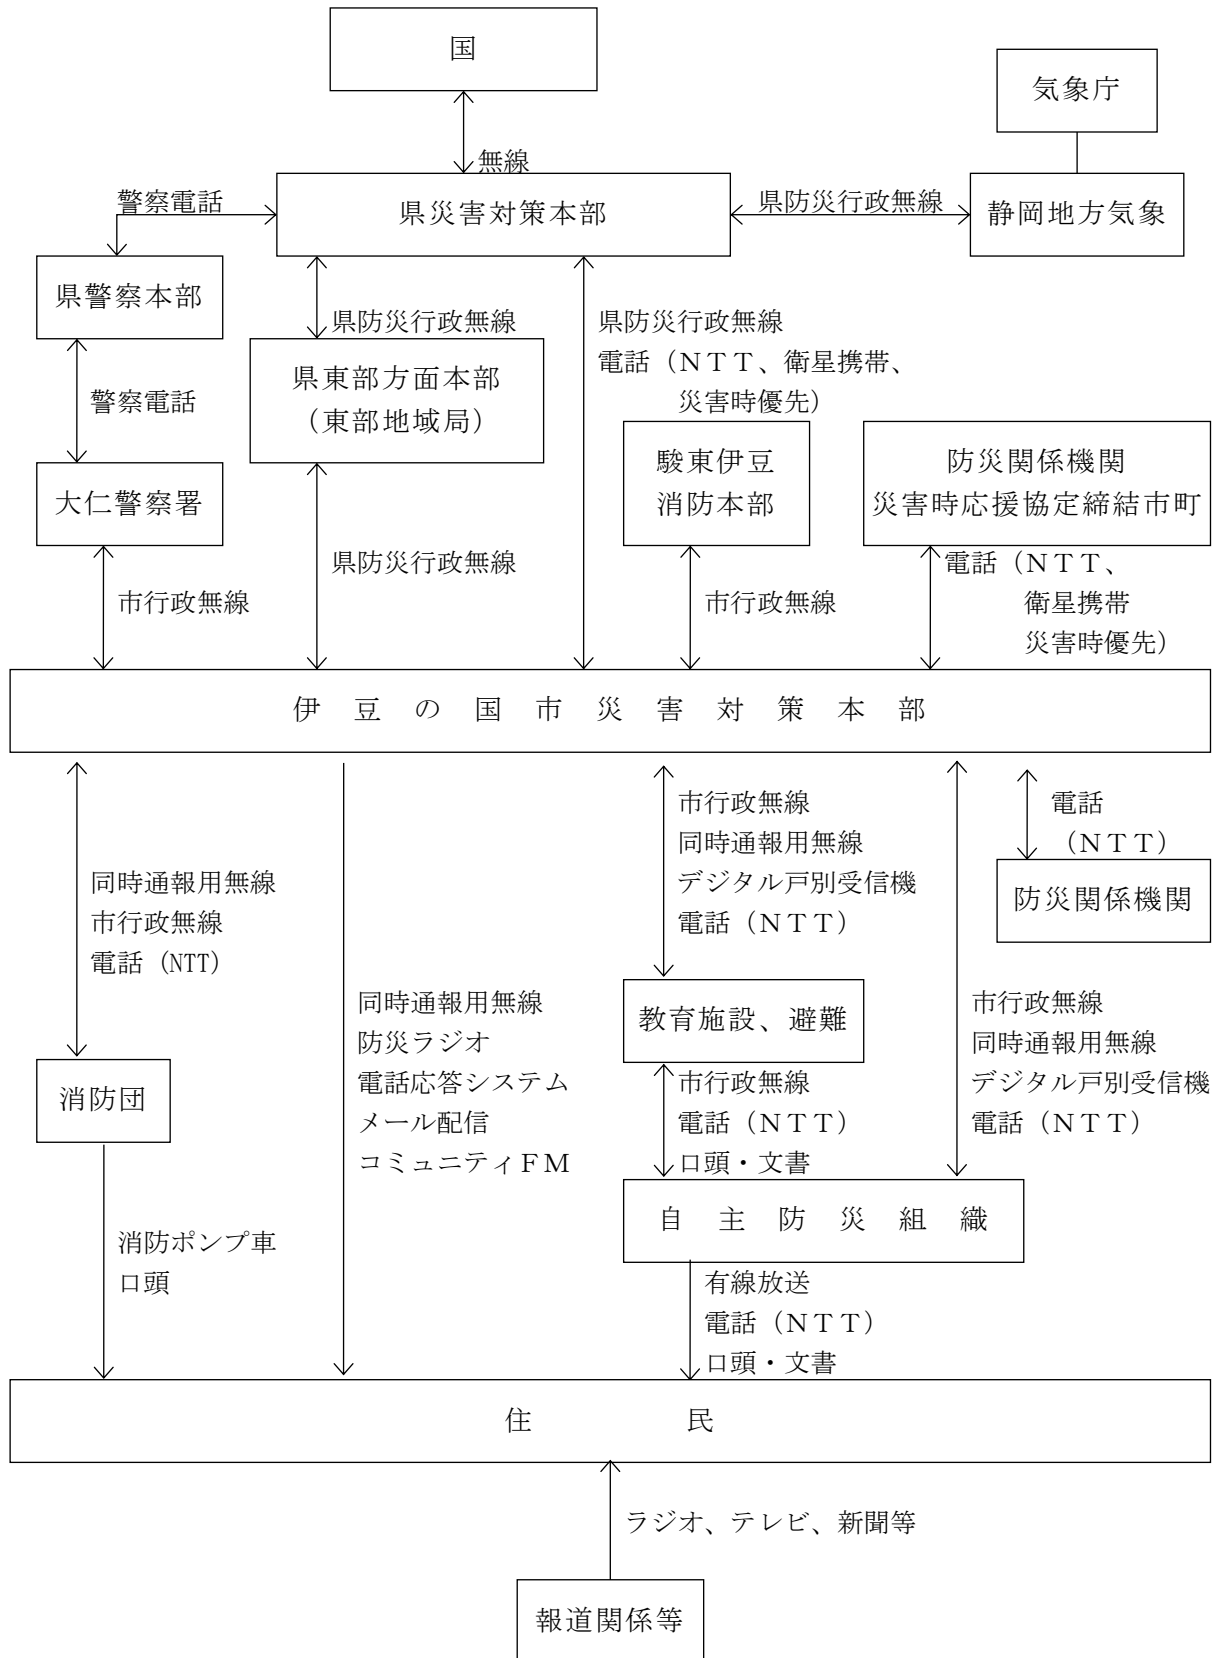 国
気象庁
無線
警察電話
県災害対策本部
県防災行政無線
静岡地方気象
県警察本部
県防災行政無線
県防災行政無線
電話（ＮＴＴ、衛星携帯、
災害時優先）
警察電話
県東部方面本部
（東部地域局）
駿東伊豆
消防本部
防災関係機関
災害時応援協定締結市町
大仁警察署
県防災行政無線
電話（ＮＴＴ、
衛星携帯
災害時優先）
市行政無線
市行政無線
伊豆の国市災害対策本部
同時通報用無線
市行政無線
電話（NTT）
市行政無線
同時通報用無線
デジタル戸別受信機
電話（ＮＴＴ）
電話
（ＮＴＴ）
防災関係機関
同時通報用無線
防災ラジオ
電話応答システム
メール配信
コミュニティＦＭ
教育施設、避難
市行政無線
同時通報用無線
デジタル戸別受信機
電話（ＮＴＴ）
消防団
市行政無線
電話（ＮＴＴ）
口頭・文書
自主防災組織
消防ポンプ車
口頭
有線放送
電話（ＮＴＴ）
口頭・文書
住民
ラジオ、テレビ、新聞等
報道関係等